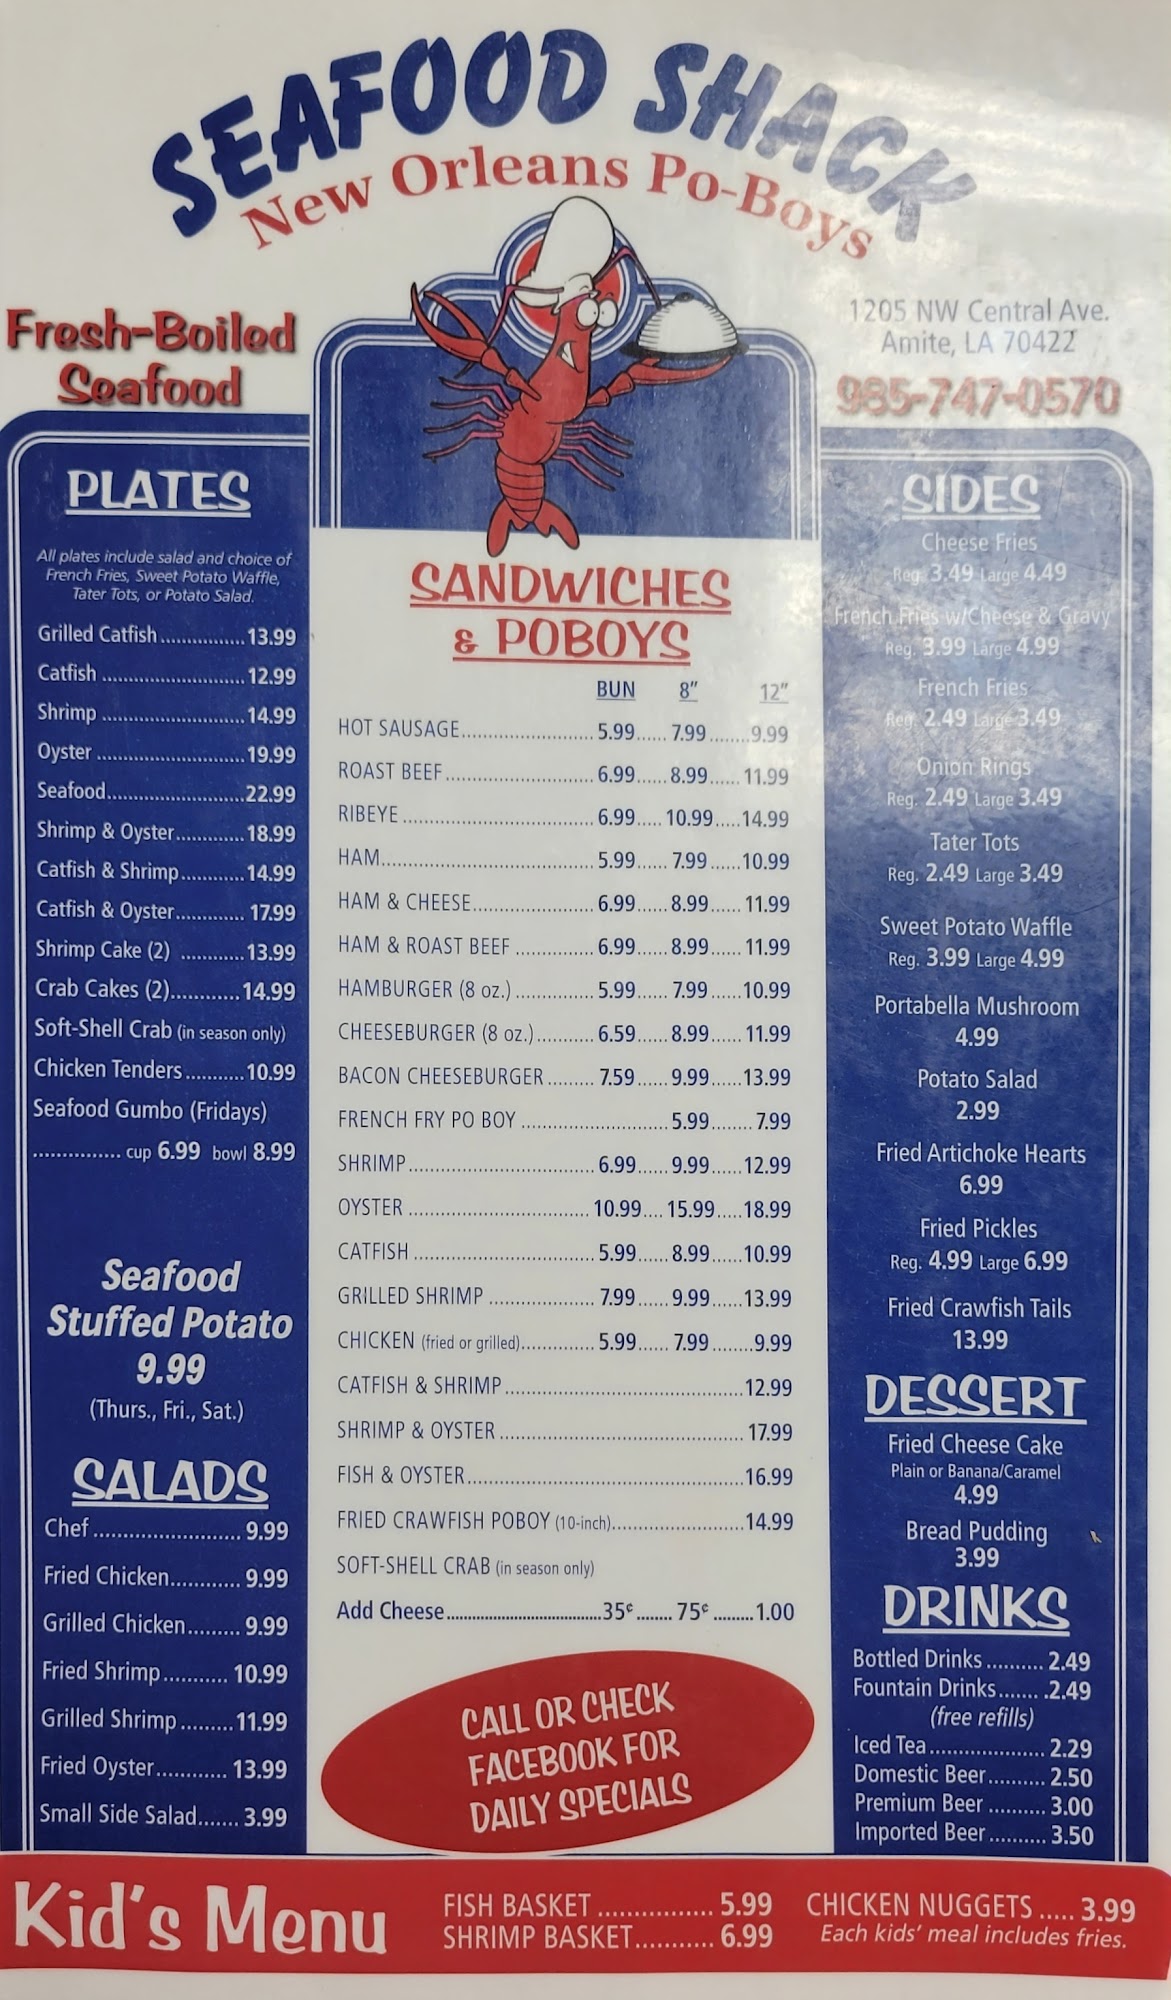 SEAFOOD SHACK
New Orleans Po-Boys
Fresh-Boiled
Seafood
1205 NW Central Ave.
Amite, LA 70422
985-747-0570
PLATES
All plates include salad and choice of
French Fries, Sweet Potato Waffle,
Tater Tots, or Potato Salad.
Grilled Catfish ............... 13.99
Catfish ......................... 12.99
Shrimp ......................... 14.99
Oyster .......................... 19.99
Seafood ........................ 22.99
Shrimp & Oyster ............ 18.99
Catfish & Shrimp ........... 14.99
Catfish & Oyster ............ 17.99
Shrimp Cake (2) ............ 13.99
Crab Cakes (2) ............ 14.99
Soft-Shell Crab (in season only)
Chicken Tenders .......... 10.99
Seafood Gumbo (Fridays)
............... cup 6.99 bowl 8.99
Seafood
Stuffed Potato
9.99
(Thurs., Fri., Sat.)
SALADS
Chef .......................... 9.99
Fried Chicken ............ 9.99
Grilled Chicken ......... 9.99
Fried Shrimp ........... 10.99
Grilled Shrimp ......... 11.99
Fried Oyster ............ 13.99
Small Side Salad ....... 3.99
SANDWICHES
& POBOYS
BUN 8" 12"
HOT SAUSAGE ........ 5.99 ...... 7.99 ........ 9.99
ROAST BEEF ........ 6.99 ...... 8.99 ...... 11.99
RIBEYE ........ 6.99 ..... 10.99 ..... 14.99
HAM ........ 5.99 ...... 7.99 ...... 10.99
HAM & CHEESE ........ 6.99 ...... 8.99 ...... 11.99
HAM & ROAST BEEF ........ 6.99 ...... 8.99 ...... 11.99
HAMBURGER (8 oz.) ........ 5.99 ...... 7.99 ...... 10.99
CHEESEBURGER (8 oz.) ........ 6.59 ...... 8.99 ...... 11.99
BACON CHEESEBURGER ........ 7.59 ...... 9.99 ...... 13.99
FRENCH FRY PO BOY ........ 5.99 ........ 7.99
SHRIMP ........ 6.99 ...... 9.99 ...... 12.99
OYSTER ........ 10.99 .... 15.99 ..... 18.99
CATFISH ........ 5.99 ...... 8.99 ...... 10.99
GRILLED SHRIMP ........ 7.99 ...... 9.99 ...... 13.99
CHICKEN (fried or grilled) ........ 5.99 ...... 7.99 ........ 9.99
CATFISH & SHRIMP ........ 12.99
SHRIMP & OYSTER ........ 17.99
FISH & OYSTER ........ 16.99
FRIED CRAWFISH POBOY (10-inch) ........ 14.99
SOFT-SHELL CRAB (in season only)
Add Cheese ........ 35¢ ........ 75¢ ......... 1.00
CALL OR CHECK
FACEBOOK FOR
DAILY SPECIALS
SIDES
Cheese Fries
Reg. 3.49 Large 4.49
French Fries w/Cheese & Gravy
Reg. 3.99 Large 4.99
French Fries
Reg. 2.49 Large 3.49
Onion Rings
Reg. 2.49 Large 3.49
Tater Tots
Reg. 2.49 Large 3.49
Sweet Potato Waffle
Reg. 3.99 Large 4.99
Portabella Mushroom
4.99
Potato Salad
2.99
Fried Artichoke Hearts
6.99
Fried Pickles
Reg. 4.99 Large 6.99
Fried Crawfish Tails
13.99
DESSERT
Fried Cheese Cake
Plain or Banana/Caramel
4.99
Bread Pudding
3.99
DRINKS
Bottled Drinks .......... 2.49
Fountain Drinks ....... .2.49
(free refills)
Iced Tea .................... 2.29
Domestic Beer .......... 2.50
Premium Beer .......... 3.00
Imported Beer .......... 3.50
Kid's Menu
FISH BASKET ................ 5.99
SHRIMP BASKET ........... 6.99
CHICKEN NUGGETS ..... 3.99
Each kids' meal includes fries.